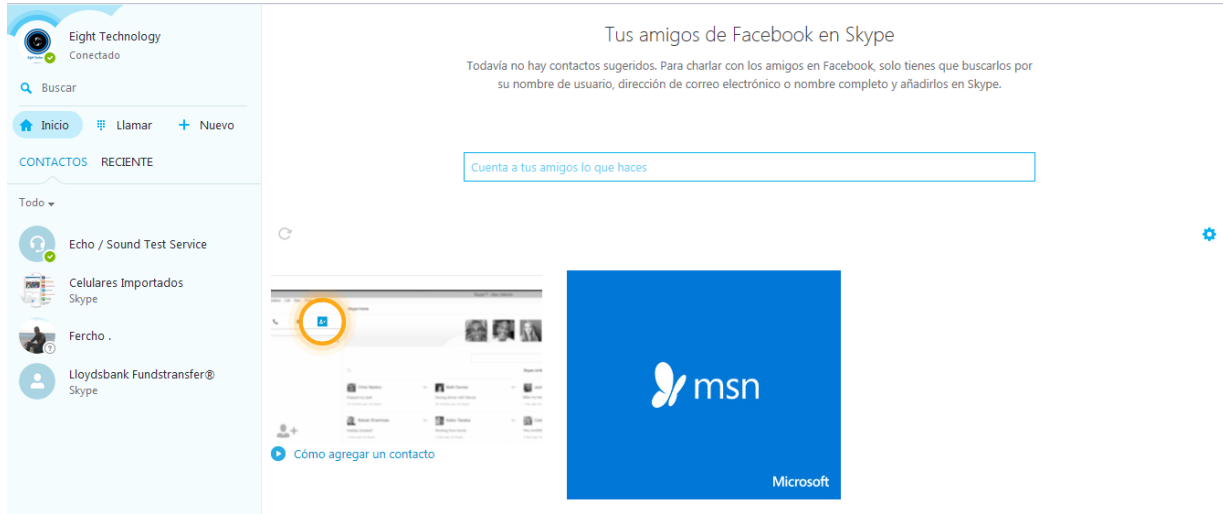 Eight Technology
Conectado
Buscar
Inicio
Llamar
Nuevo
CONTACTOS
RECIENTE
Todo
Echo / Sound Test Service
Celulares Importados
Skype
Fercho .
Lloydsbank Fundstransfer®
Skype
Tus amigos de Facebook en Skype
Todavía no hay contactos sugeridos. Para charlar con los amigos en Facebook, solo tienes que buscarlos por
su nombre de usuario, dirección de correo electrónico o nombre completo y añadirlos en Skype.
Cuenta a tus amigos lo que haces
Cómo agregar un contacto
msn
Microsoft